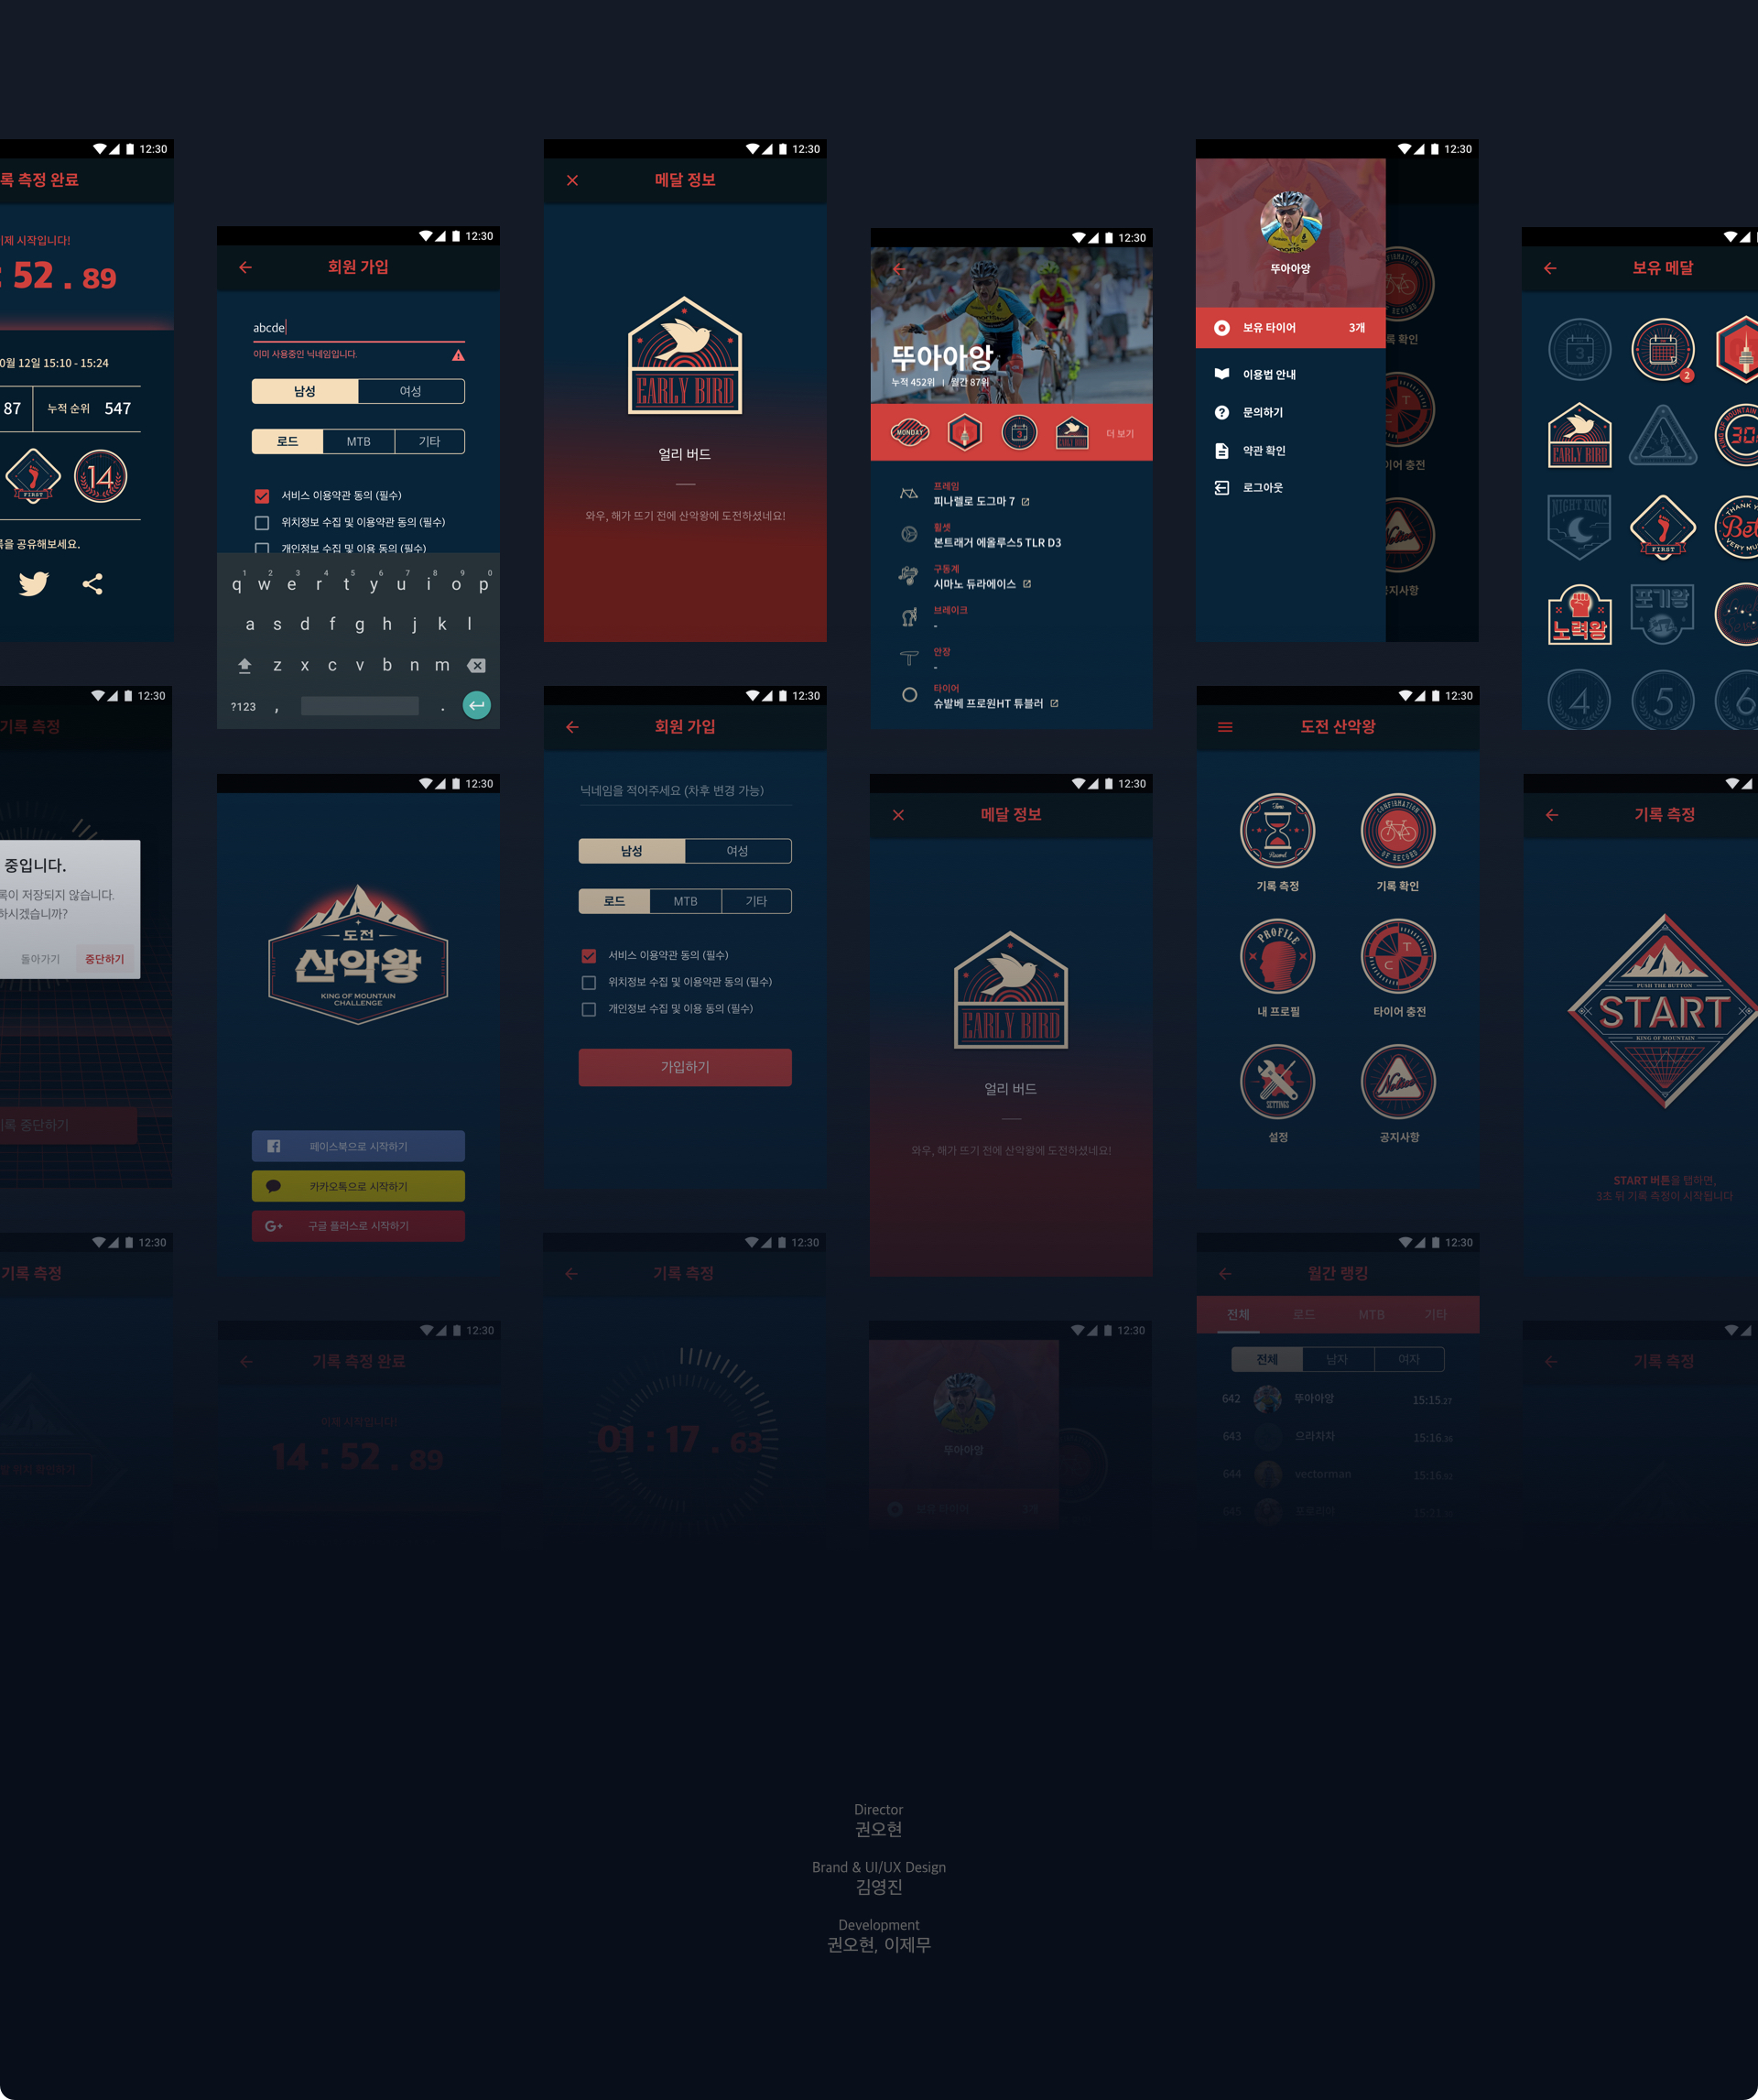 12:30
록 측정 완료
이제 시작입니다!
: 52 . 89
0월 12일 15:10 - 15:24
87
누적 순위 547
FIRST
14
록을 공유해보세요.
12:30
회원 가입
abcde
이미 사용중인 닉네임입니다.
남성
여성
로드
MTB
기타
서비스 이용약관 동의 (필수)
위치정보 수집 및 이용약관 동의 (필수)
개인정보 수집 및 이용 동의 (필수)
1 2 3 4 5 6 7 8 9 0
q w e r t y u i o p
a s d f g h j k l
z x c v b n m
?123 , .
12:30
메달 정보
EARLY BIRD
얼리 버드
와우, 해가 뜨기 전에 산악왕에 도전하셨네요!
12:30
뚜아아앙
누적 452위 | 월간 87위
MONDAY
3
EARLY BIRD
더 보기
프레임
피나렐로 도그마 7
휠셋
본트래거 에올루스5 TLR D3
구동계
시마노 듀라에이스
브레이크
-
안장
-
타이어
슈발베 프로원HT 튜블러
12:30
뚜아아앙
보유 타이어 3개
이용법 안내
문의하기
약관 확인
로그아웃
록 확인
이어 충전
지사항
보유 메달
3
2
EARLY BIRD
30
NIGHT KING
FIRST
THANK Y
Bet
VERY MU
노력왕
포기왕
4
5
6
12:30
기록 측정
중입니다.
록이 저장되지 않습니다.
하시겠습니까?
돌아가기
중단하기
기록 중단하기
12:30
도전
산악왕
KING OF MOUNTAIN
CHALLENGE
페이스북으로 시작하기
카카오톡으로 시작하기
G+ 구글 플러스로 시작하기
12:30
회원 가입
닉네임을 적어주세요 (차후 변경 가능)
남성
여성
로드
MTB
기타
서비스 이용약관 동의 (필수)
위치정보 수집 및 이용약관 동의 (필수)
개인정보 수집 및 이용 동의 (필수)
가입하기
12:30
메달 정보
EARLY BIRD
얼리 버드
와우, 해가 뜨기 전에 산악왕에 도전하셨네요!
12:30
도전 산악왕
Time
Record
기록 측정
CONFIRMATION
OF RECORD
기록 확인
PROFILE
내 프로필
T
C
타이어 충전
SETTINGS
설정
Notice
공지사항
기록 측정
PUSH THE BUTTON
START
KING OF MOUNTAIN
START 버튼을 탭하면,
3초 뒤 기록 측정이 시작됩니다
12:30
기록 측정
12:30
기록 측정 완료
이제 시작입니다!
14 : 52 . 89
12:30
기록 측정
01 : 17 . 63
12:30
뚜아아앙
보유 타이어 3개
12:30
월간 랭킹
전체
로드
MTB
기타
전체
남자
여자
642 뚜아아앙 15:15.27
643 으라차차 15:16
644 vectorman 15:16
기록 측정
Director
권오현
Brand & UI/UX Design
김영진
Development
권오현, 이제무